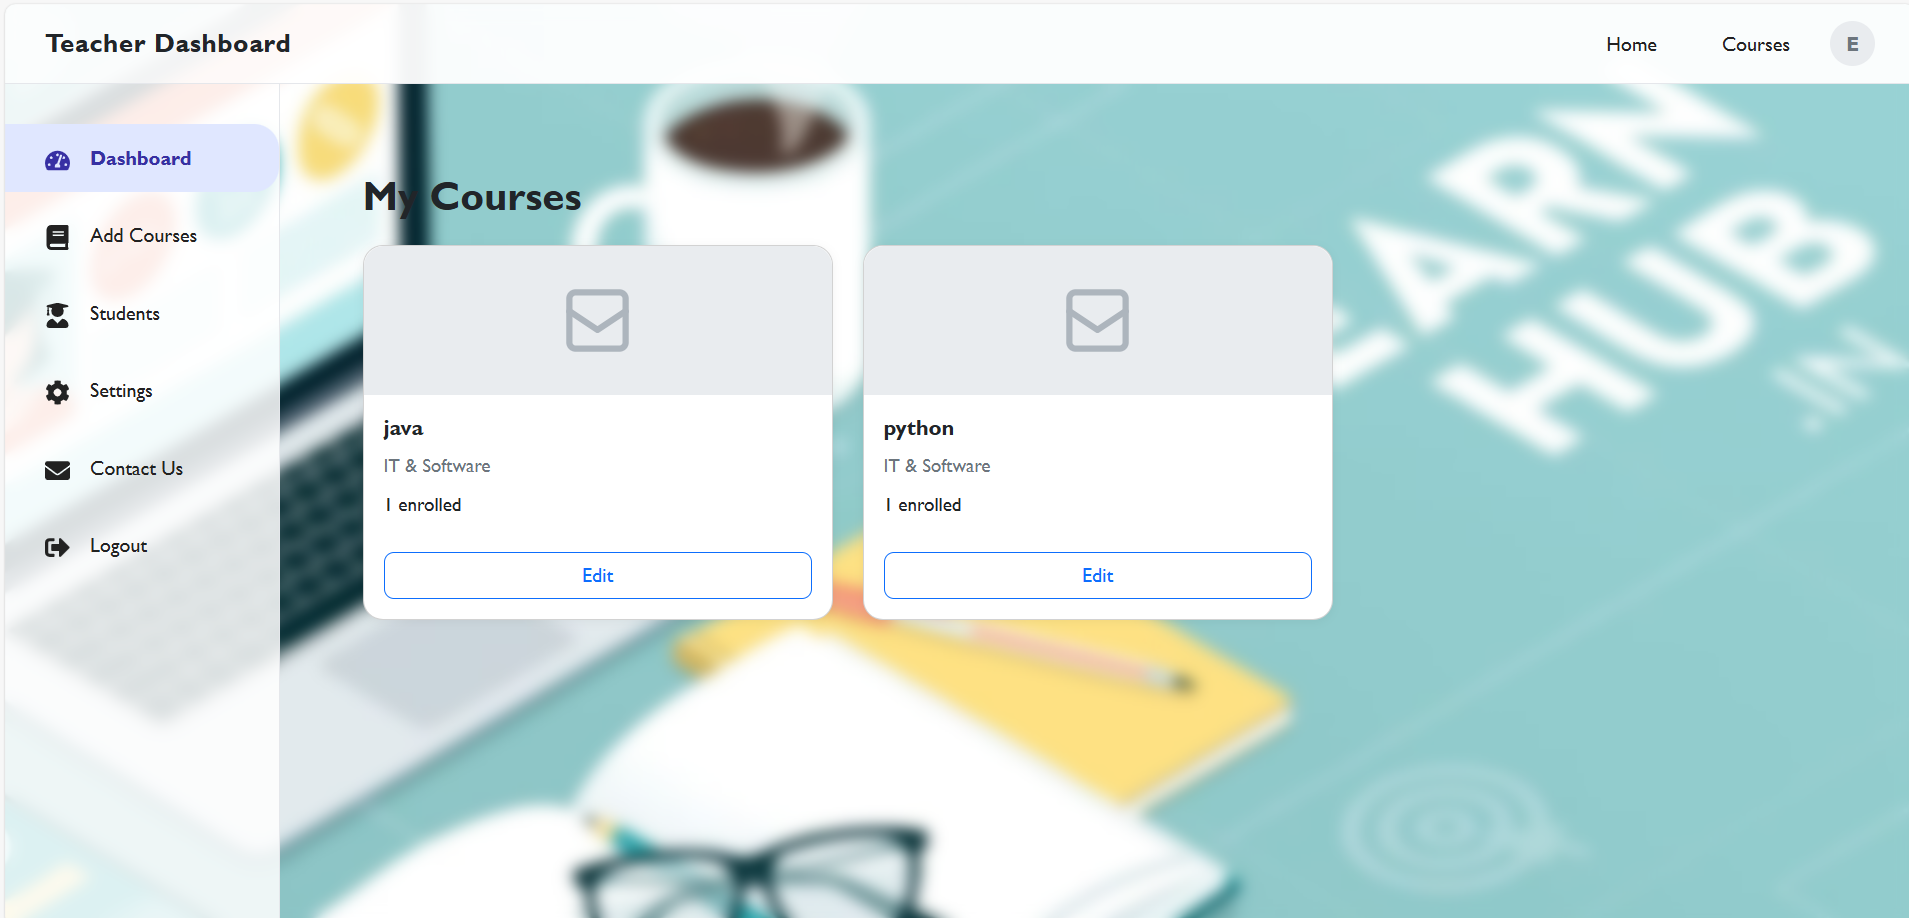 Teacher Dashboard
Home
Courses
E
Dashboard
Add Courses
Students
Settings
Contact Us
Logout
My Courses
java
IT & Software
1 enrolled
Edit
python
IT & Software
1 enrolled
Edit
LEARN
HUB